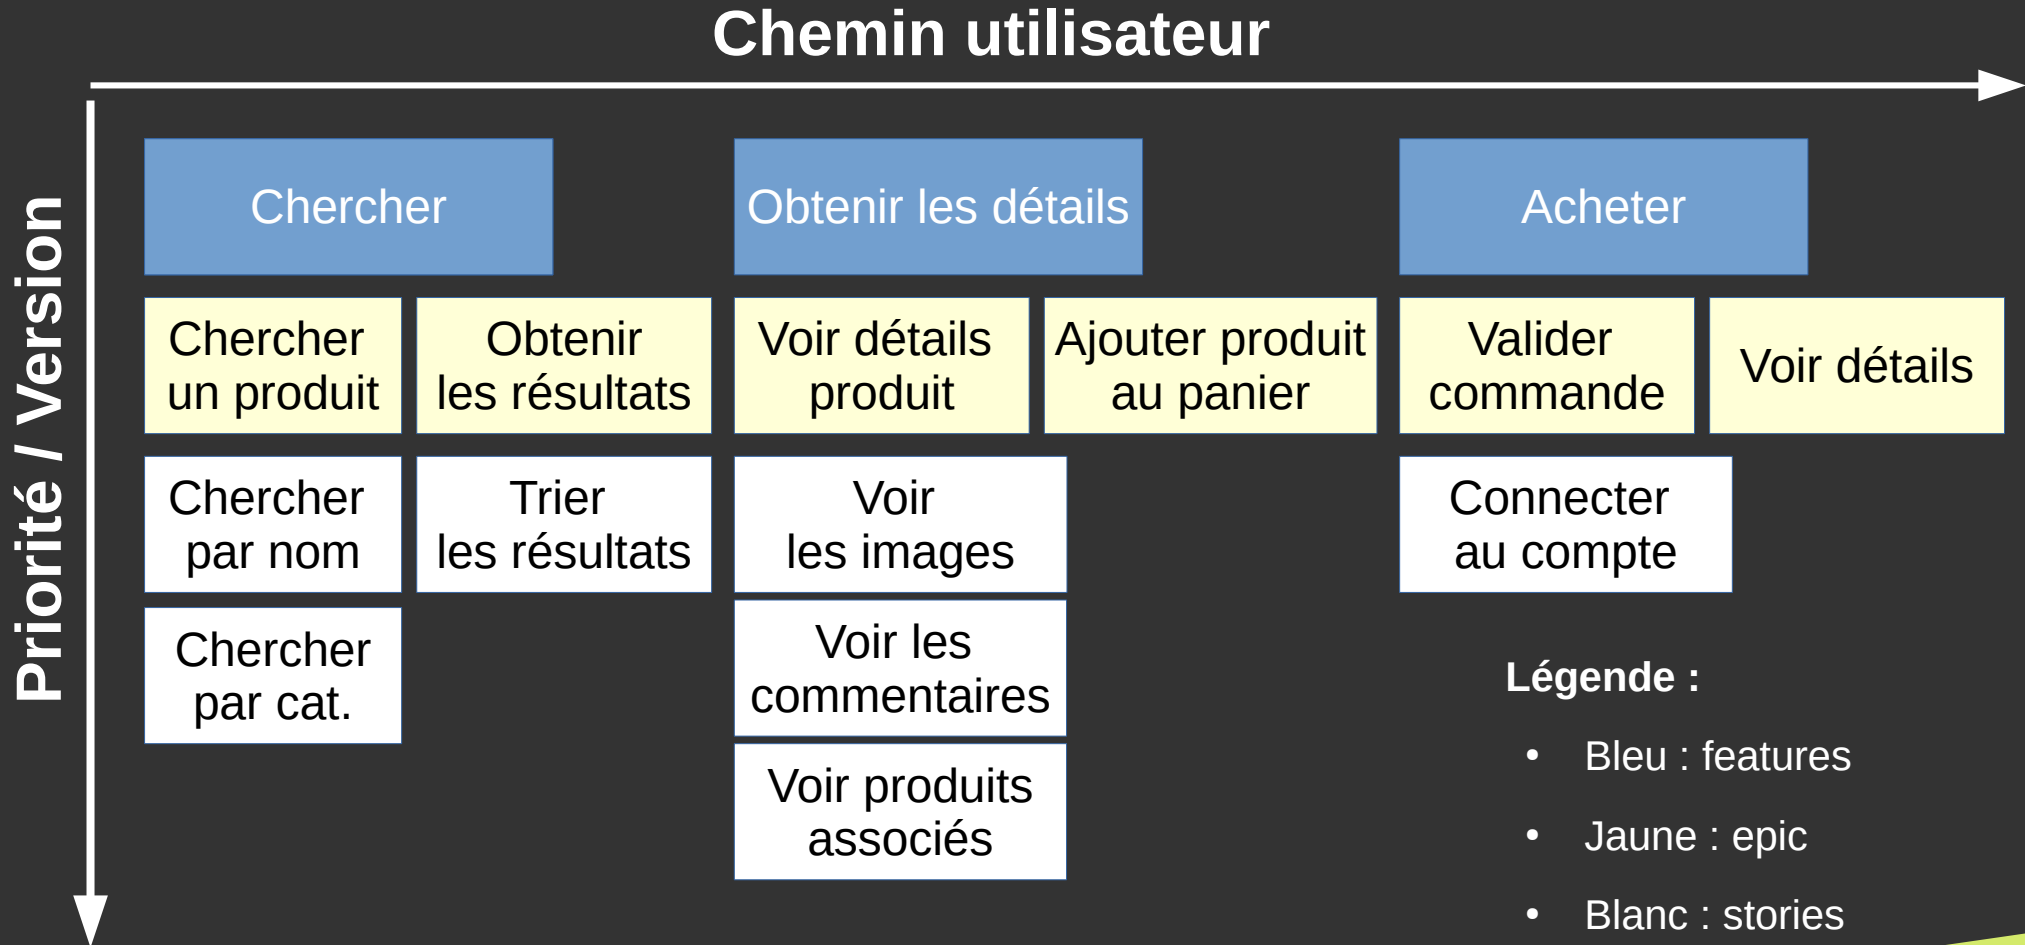 Chemin utilisateur
Priorité / Version
Chercher
Obtenir les détails
Acheter
Chercher
un produit
Obtenir
les résultats
Voir détails
produit
Ajouter produit
au panier
Valider
commande
Voir détails
Chercher
par nom
Trier
les résultats
Voir
les images
Connecter
au compte
Chercher
par cat.
Voir les
commentaires
Voir produits
associés
Légende :
• Bleu : features
• Jaune : epic
• Blanc : stories